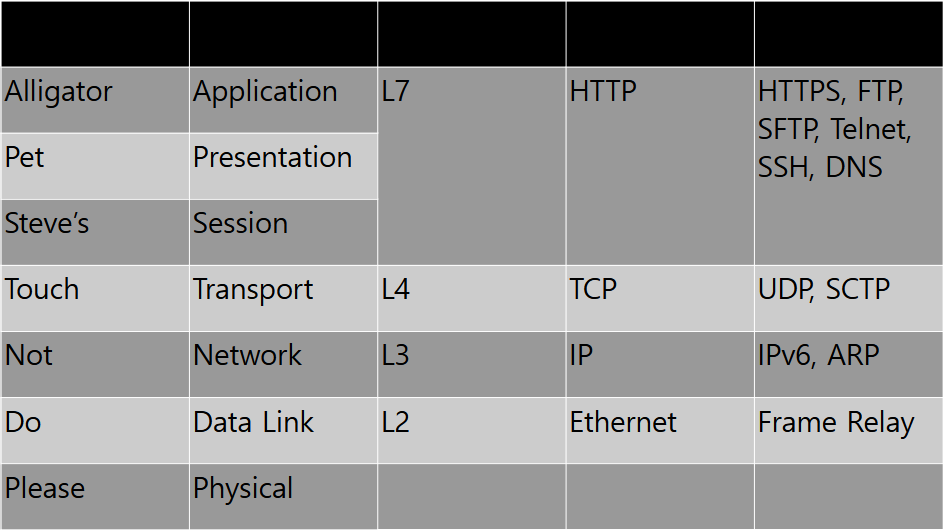 Alligator Application L7 HTTP HTTPS, FTP,
SFTP, Telnet,
SSH, DNS
Pet Presentation
Steve’s Session
Touch Transport L4 TCP UDP, SCTP
Not Network L3 IP IPv6, ARP
Do Data Link L2 Ethernet Frame Relay
Please Physical